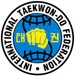 INTERNATIONAL TAEKWON-DO FEDERATION
태권